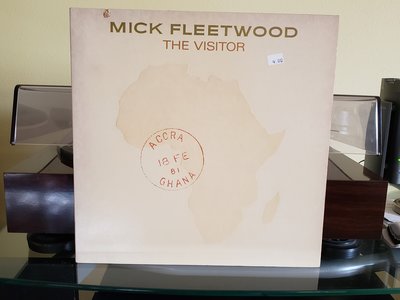 MICK FLEETWOOD
THE VISITOR
ACCRA
18 FE
81
GHANA